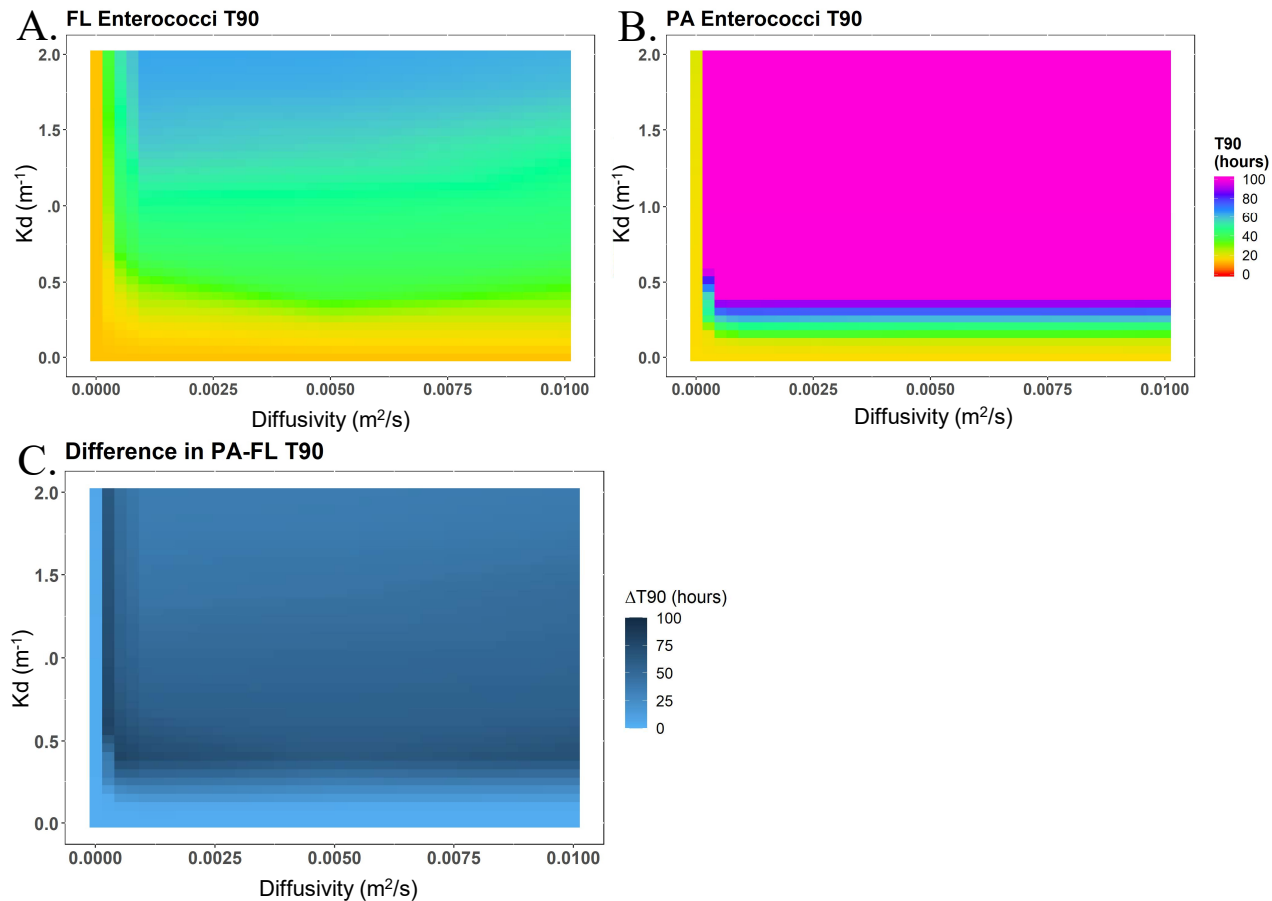 A.
FL Enterococci T90
2.0
1.5
.0
0.5
0.0
Kd (m⁻¹)
0.0000 0.0025 0.0050 0.0075 0.0100
Diffusivity (m²/s)
B.
PA Enterococci T90
2.0
1.5
1.0
0.5
0.0
Kd (m⁻¹)
0.0000 0.0025 0.0050 0.0075 0.0100
Diffusivity (m²/s)
T90
(hours)
100
80
60
40
20
0
C.
Difference in PA-FL T90
2.0
1.5
.0
0.5
0.0
Kd (m⁻¹)
0.0000 0.0025 0.0050 0.0075 0.0100
Diffusivity (m²/s)
ΔT90 (hours)
100
75
50
25
0